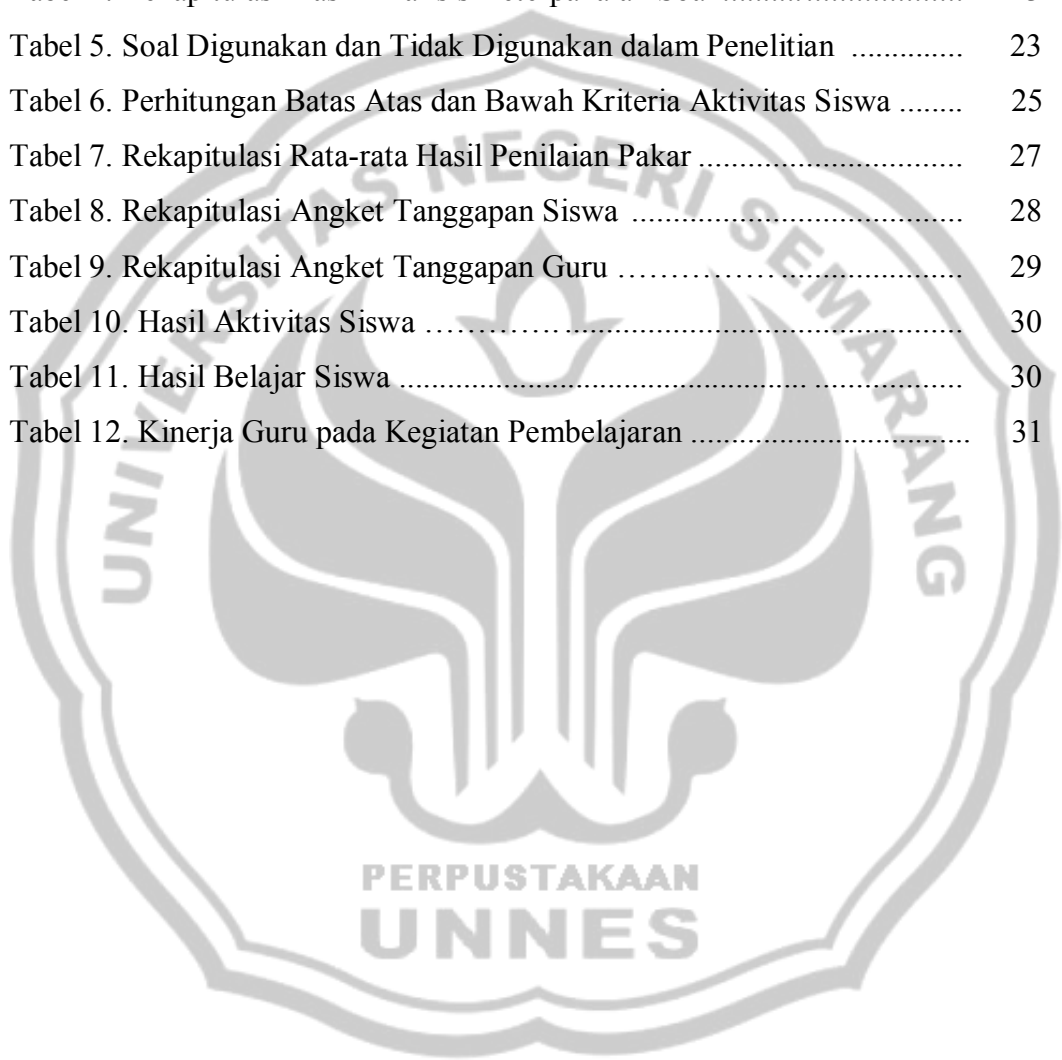 Tabel 5. Soal Digunakan dan Tidak Digunakan dalam Penelitian .............. 23
Tabel 6. Perhitungan Batas Atas dan Bawah Kriteria Aktivitas Siswa ........ 25
Tabel 7. Rekapitulasi Rata-rata Hasil Penilaian Pakar ............................... 27
Tabel 8. Rekapitulasi Angket Tanggapan Siswa ....................................... 28
Tabel 9. Rekapitulasi Angket Tanggapan Guru ……………..................... 29
Tabel 10. Hasil Aktivitas Siswa …………............................................... 30
Tabel 11. Hasil Belajar Siswa ................................................ .................. 30
Tabel 12. Kinerja Guru pada Kegiatan Pembelajaran ................................. 31
UNIVERSITAS NEGERI SEMARANG
PERPUSTAKAAN
UNNES